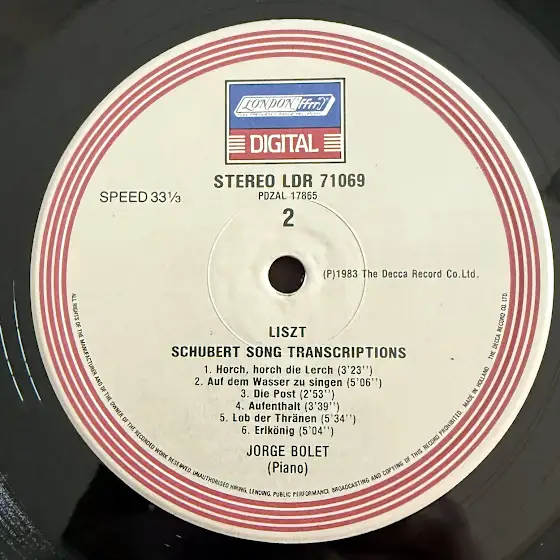 LONDON ffrr
DIGITAL
STEREO LDR 71069
PDZAL 17865
SPEED 33⅓
2
(P)1983 The Decca Record Co.Ltd.
LISZT
SCHUBERT SONG TRANSCRIPTIONS
1. Horch, horch die Lerch (3'23'')
2. Auf dem Wasser zu singen (5'06'')
3. Die Post (2'53'')
4. Aufenthalt (3'39'')
5. Lob der Thränen (5'34'')
6. Erlkönig (5'04'')
JORGE BOLET
(Piano)
ALL RIGHTS OF THE MANUFACTURER AND OF THE OWNER OF THE RECORDED WORK RESERVED. UNAUTHORISED HIRING, LENDING, PUBLIC PERFORMANCE, BROADCASTING AND COPYING OF THIS RECORD PROHIBITED. MADE IN HOLLAND THE DECCA RECORD CO. LTD.